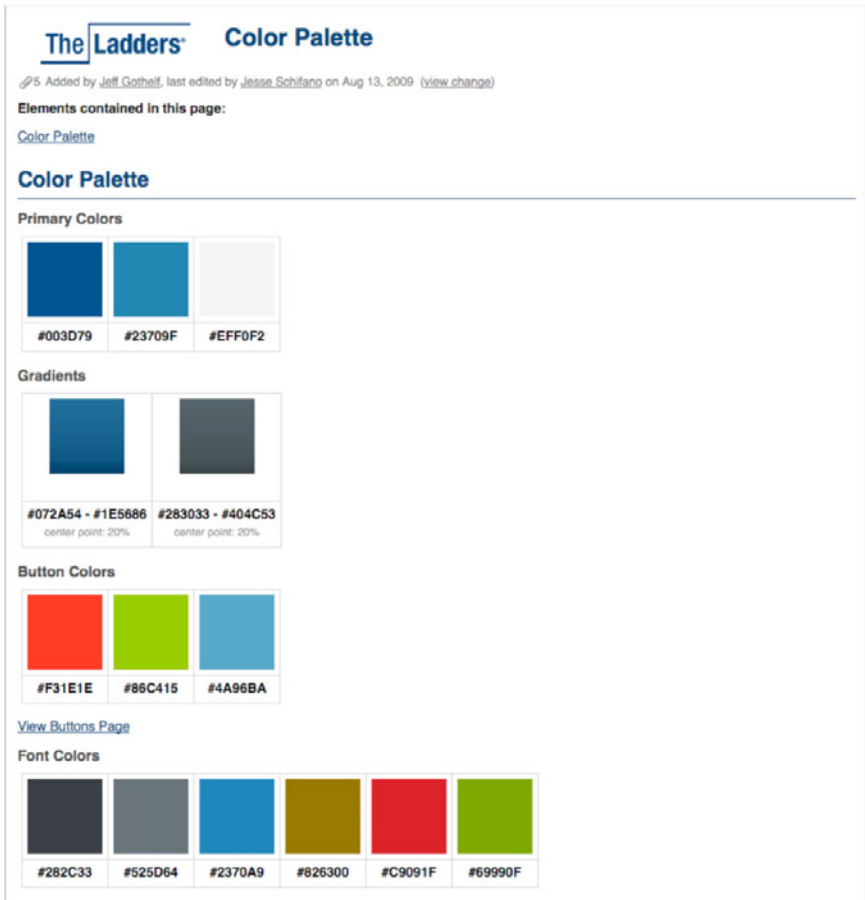 The Ladders®
Color Palette
5 Added by Jeff Gothelf, last edited by Jesse Schifano on Aug 13, 2009 (view change)
Elements contained in this page:
Color Palette
Color Palette
Primary Colors
#003D79 #23709F #EFF0F2
Gradients
#072A54 - #1E5686 #283033 - #404C53
center point: 20% center point: 20%
Button Colors
#F31E1E #86C415 #4A96BA
View Buttons Page
Font Colors
#282C33 #525D64 #2370A9 #826300 #C9091F #69990F